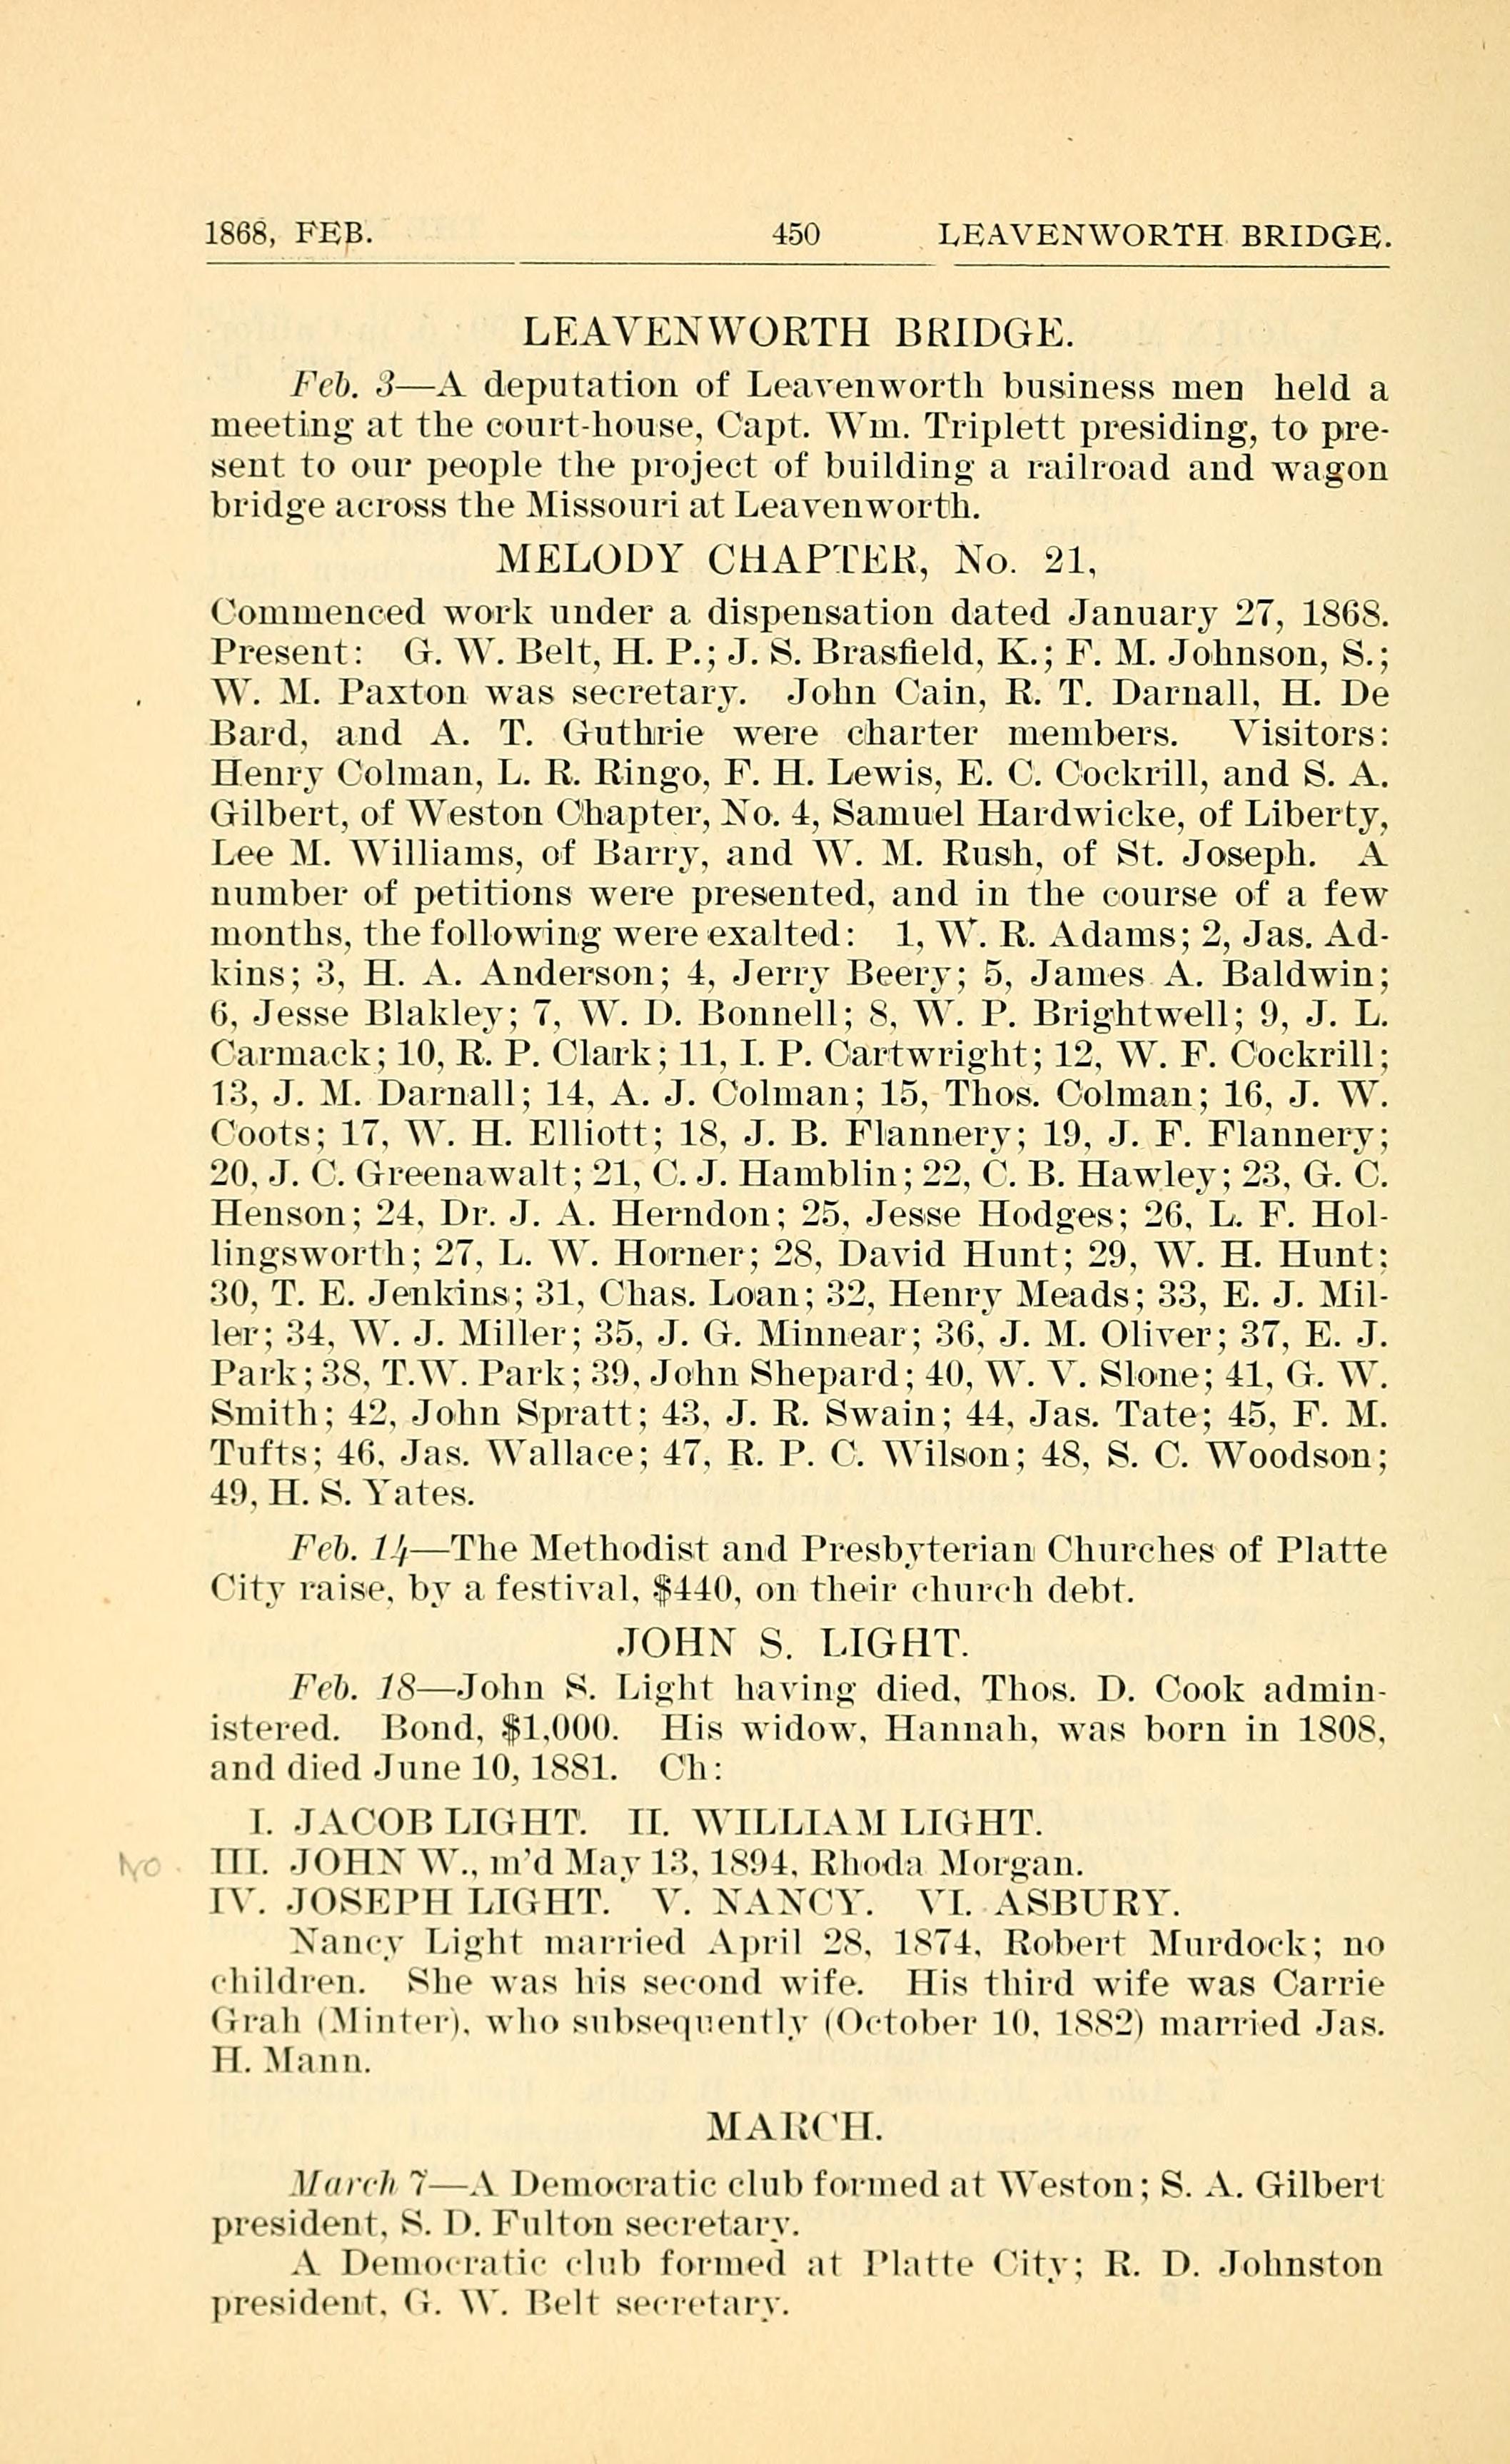 1868, FEB. 450 LEAVENWORTH BRIDGE.
LEAVENWORTH BRIDGE.
Feb. 3—A deputation of Leavenworth business men held a
meeting at the court-house, Capt. Wm. Triplett presiding, to pre-
sent to our people the project of building a railroad and wagon
bridge across the Missouri at Leavenworth.
MELODY CHAPTER, No. 21,
Commenced work under a dispensation dated January 27, 1868.
Present: G. W. Belt, H. P.; J. S. Brasfield, K.; F. M. Johnson, S.;
W. M. Paxton was secretary. John Cain, R. T. Darnall, H. De
Bard, and A. T. Guthrie were charter members. Visitors:
Henry Colman, L. R. Ringo, F. H. Lewis, E. C. Cockrill, and S. A.
Gilbert, of Weston Chapter, No. 4, Samuel Hardwicke, of Liberty,
Lee M. Williams, of Barry, and W. M. Rush, of St. Joseph. A
number of petitions were presented, and in the course of a few
months, the following were exalted: 1, W. R. Adams; 2, Jas. Ad-
kins; 3, H. A. Anderson; 4, Jerry Beery; 5, James A. Baldwin;
6, Jesse Blakley; 7, W. D. Bonnell; 8, W. P. Brightwell; 9, J. L.
Carmack; 10, R. P. Clark; 11, I. P. Cartwright; 12, W. F. Cockrill;
13, J. M. Darnall; 14, A. J. Colman; 15, Thos. Colman; 16, J. W.
Coots; 17, W. H. Elliott; 18, J. B. Flannery; 19, J. F. Flannery;
20, J. C. Greenawalt; 21, C. J. Hamblin; 22, C. B. Hawley; 23, G. C.
Henson; 24, Dr. J. A. Herndon; 25, Jesse Hodges; 26, L. F. Hol-
lingsworth; 27, L. W. Horner; 28, David Hunt; 29, W. H. Hunt;
30, T. E. Jenkins; 31, Chas. Loan; 32, Henry Meads; 33, E. J. Mil-
ler; 34, W. J. Miller; 35, J. G. Minnear; 36, J. M. Oliver; 37, E. J.
Park; 38, T.W. Park; 39, John Shepard; 40, W. V. Slone; 41, G. W.
Smith; 42, John Spratt; 43, J. R. Swain; 44, Jas. Tate; 45, F. M.
Tufts; 46, Jas. Wallace; 47, R. P. C. Wilson; 48, S. C. Woodson;
49, H. S. Yates.
Feb. 14—The Methodist and Presbyterian Churches of Platte
City raise, by a festival, $440, on their church debt.
JOHN S. LIGHT.
Feb. 18—John S. Light having died, Thos. D. Cook admin-
istered. Bond, $1,000. His widow, Hannah, was born in 1808,
and died June 10, 1881. Ch:
I. JACOB LIGHT. II. WILLIAM LIGHT.
No. III. JOHN W., m'd May 13, 1894, Rhoda Morgan.
IV. JOSEPH LIGHT. V. NANCY. VI. ASBURY.
Nancy Light married April 28, 1874, Robert Murdock; no
children. She was his second wife. His third wife was Carrie
Grah (Minter), who subsequently (October 10, 1882) married Jas.
H. Mann.
MARCH.
March 7—A Democratic club formed at Weston; S. A. Gilbert
president, S. D. Fulton secretary.
A Democratic club formed at Platte City; R. D. Johnston
president, G. W. Belt secretary.